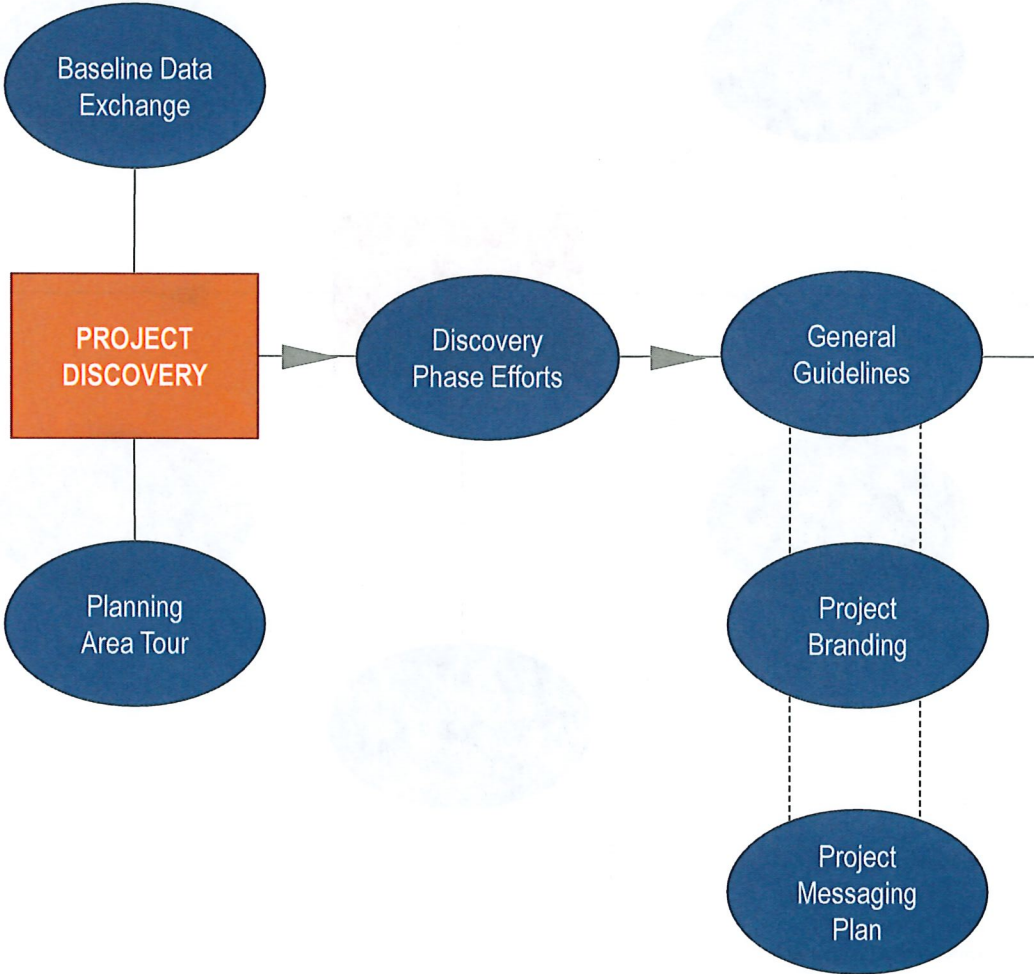 Baseline Data
Exchange
PROJECT
DISCOVERY
Discovery
Phase Efforts
General
Guidelines
Planning
Area Tour
Project
Branding
Project
Messaging
Plan